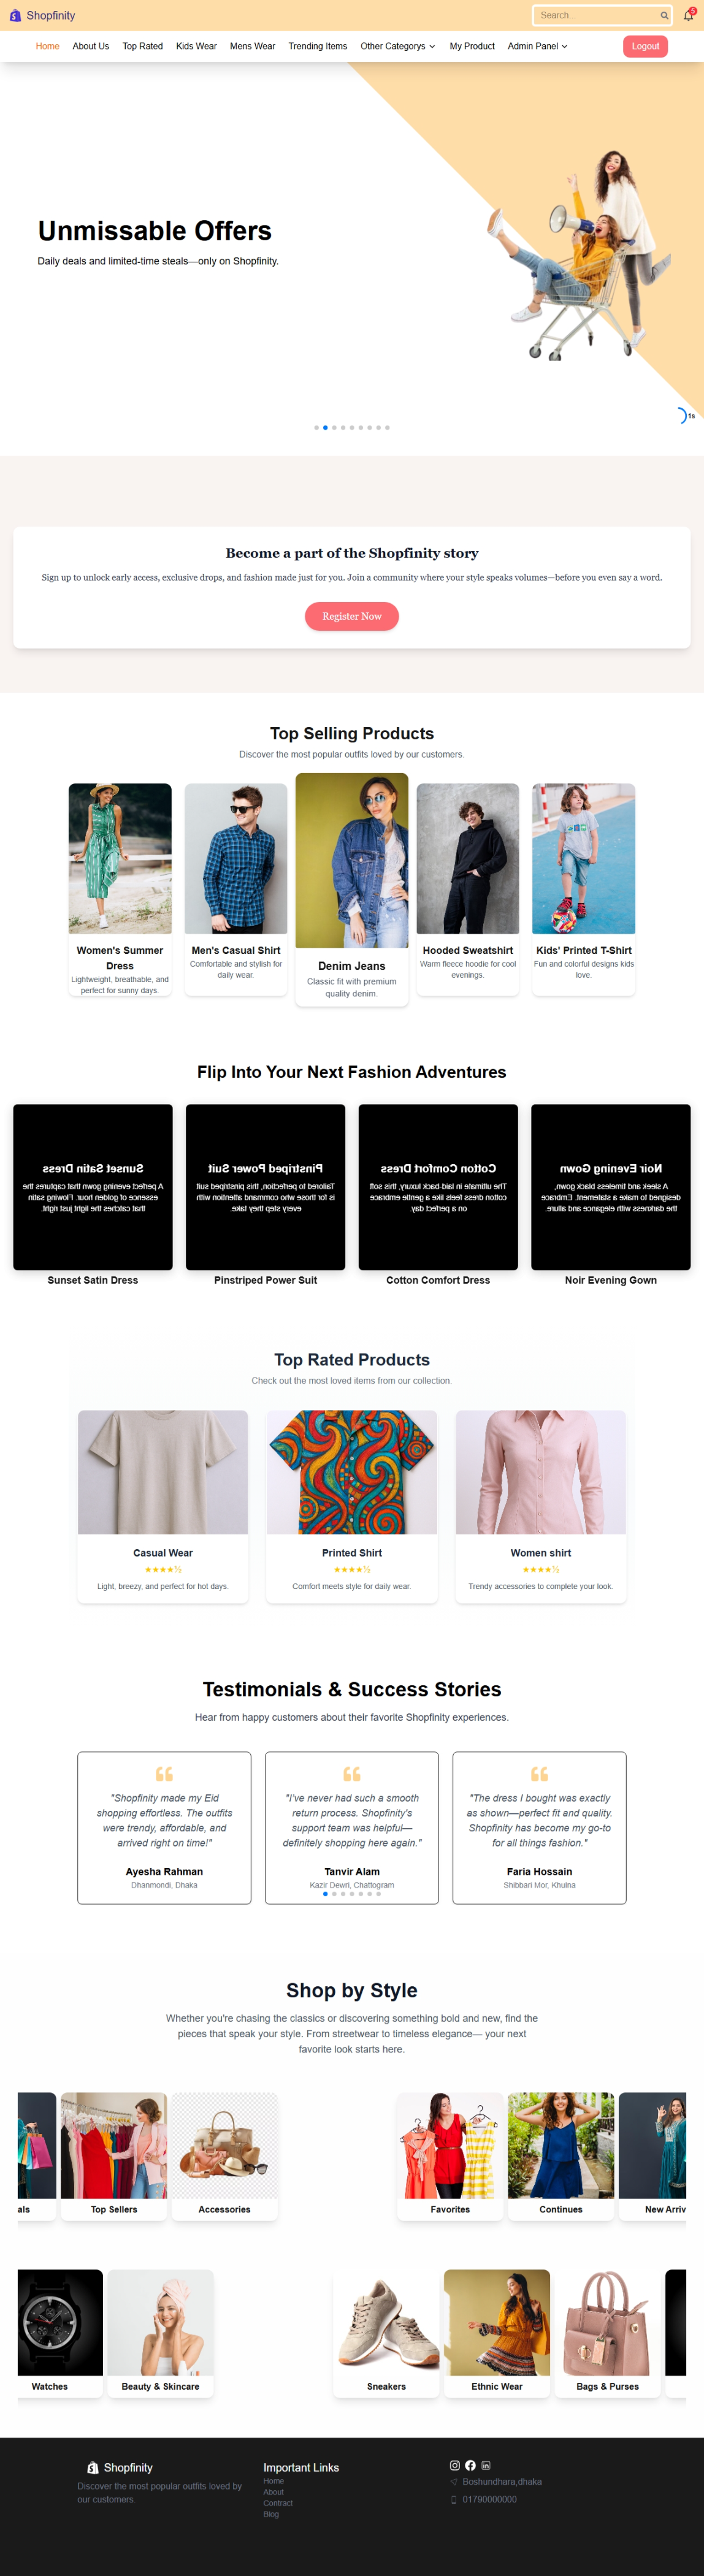 Shopfinity
Search...
5
Home About Us Top Rated Kids Wear Mens Wear Trending Items Other Categorys My Product Admin Panel Logout
Unmissable Offers
Daily deals and limited-time steals—only on Shopfinity.
1s
Become a part of the Shopfinity story
Sign up to unlock early access, exclusive drops, and fashion made just for you. Join a community where your style speaks volumes—before you even say a word.
Register Now
Top Selling Products
Discover the most popular outfits loved by our customers.
Women's Summer
Dress
Lightweight, breathable, and
perfect for sunny days.
Men's Casual Shirt
Comfortable and stylish for
daily wear.
Denim Jeans
Classic fit with premium
quality denim.
Hooded Sweatshirt
Warm fleece hoodie for cool
evenings.
Kids' Printed T-Shirt
Fun and colorful designs kids
love.
Flip Into Your Next Fashion Adventures
Sunset Satin Dress
A perfect evening gown that captures the
essence of golden hour. Flowing satin
that catches the light just right.
Sunset Satin Dress
Pinstriped Power Suit
Tailored to perfection, this pinstriped suit
is for those who command attention with
every step they take.
Pinstriped Power Suit
Cotton Comfort Dress
The ultimate in laid-back luxury, this soft
cotton dress feels like a gentle embrace
on a perfect day.
Cotton Comfort Dress
Noir Evening Gown
A sleek and timeless black gown,
designed to make a statement. Embrace
the darkness with elegance and allure.
Noir Evening Gown
Top Rated Products
Check out the most loved items from our collection.
Casual Wear
★★★★½
Light, breezy, and perfect for hot days.
Printed Shirt
★★★★½
Comfort meets style for daily wear.
Women shirt
★★★★½
Trendy accessories to complete your look.
Testimonials & Success Stories
Hear from happy customers about their favorite Shopfinity experiences.
"Shopfinity made my Eid
shopping effortless. The outfits
were trendy, affordable, and
arrived right on time!"
Ayesha Rahman
Dhanmondi, Dhaka
"I've never had such a smooth
return process. Shopfinity's
support team was helpful—
definitely shopping here again."
Tanvir Alam
Kazir Dewri, Chattogram
"The dress I bought was exactly
as shown—perfect fit and quality.
Shopfinity has become my go-to
for all things fashion."
Faria Hossain
Shibbari Mor, Khulna
Shop by Style
Whether you're chasing the classics or discovering something bold and new, find the
pieces that speak your style. From streetwear to timeless elegance— your next
favorite look starts here.
als
Top Sellers
Accessories
Favorites
Continues
New Arriv
Watches
Beauty & Skincare
Sneakers
Ethnic Wear
Bags & Purses
Shopfinity
Discover the most popular outfits loved by
our customers.
Important Links
Home
About
Contract
Blog
Boshundhara,dhaka
01790000000